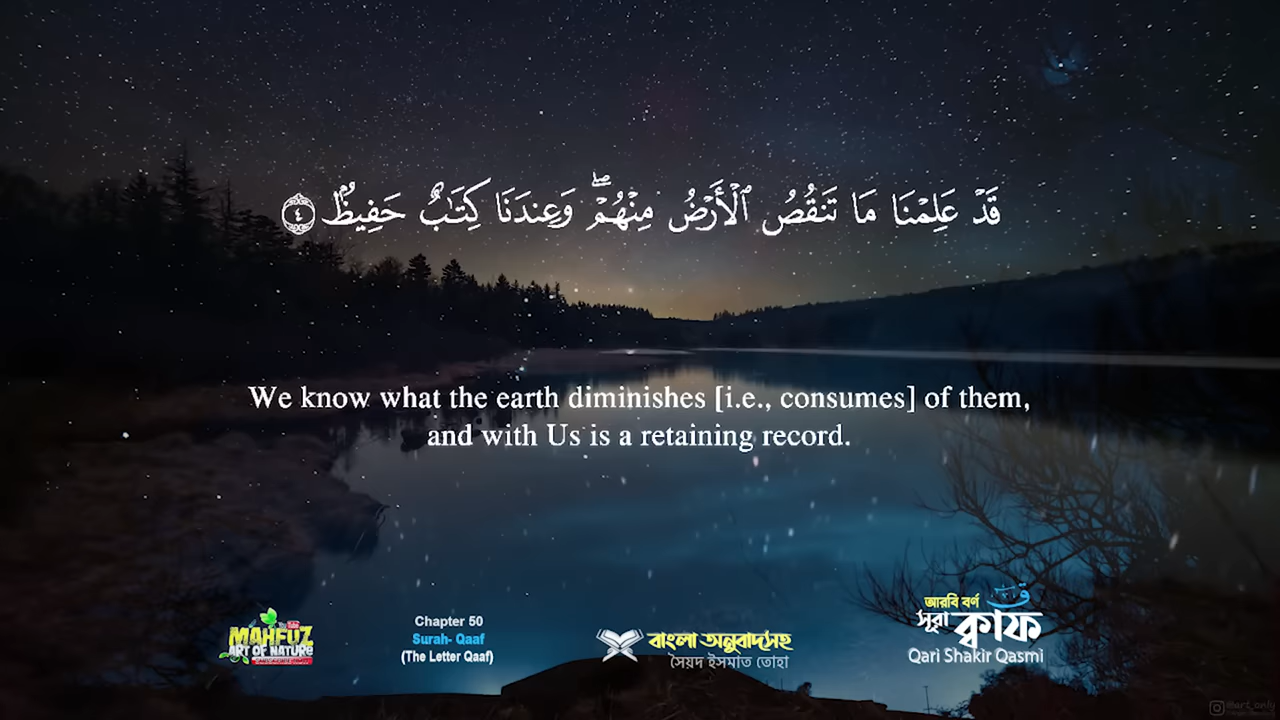 قَدْ عَلِمْنَا مَا تَنقُصُ ٱلْأَرْضُ مِنْهُمْ ۖ وَعِندَنَا كِتَـٰبٌ حَفِيظٌۢ ٤
We know what the earth diminishes [i.e., consumes] of them,
and with Us is a retaining record.
MAHFUZ
ART OF NATURE
Chapter 50
Surah- Qaaf
(The Letter Qaaf)
বাংলা অনুবাদসহ
সৈয়দ ইসমাত তোহা
আরবি বর্ণ
সূরা ক্বাফ
Qari Shakir Qasmi